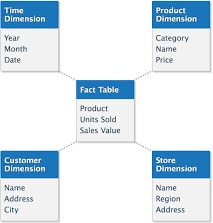 Time
Dimension
Year
Month
Date
Product
Dimension
Category
Name
Price
Fact Table
Product
Units Sold
Sales Value
Customer
Dimension
Name
Address
City
Store
Dimension
Name
Region
Address